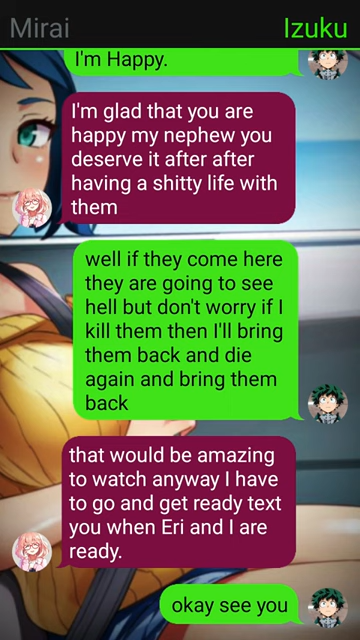 Mirai
Izuku
I'm Happy.
I'm glad that you are
happy my nephew you
deserve it after after
having a shitty life with
them
well if they come here
they are going to see
hell but don't worry if I
kill them then I'll bring
them back and die
again and bring them
back
that would be amazing
to watch anyway I have
to go and get ready text
you when Eri and I are
ready.
okay see you